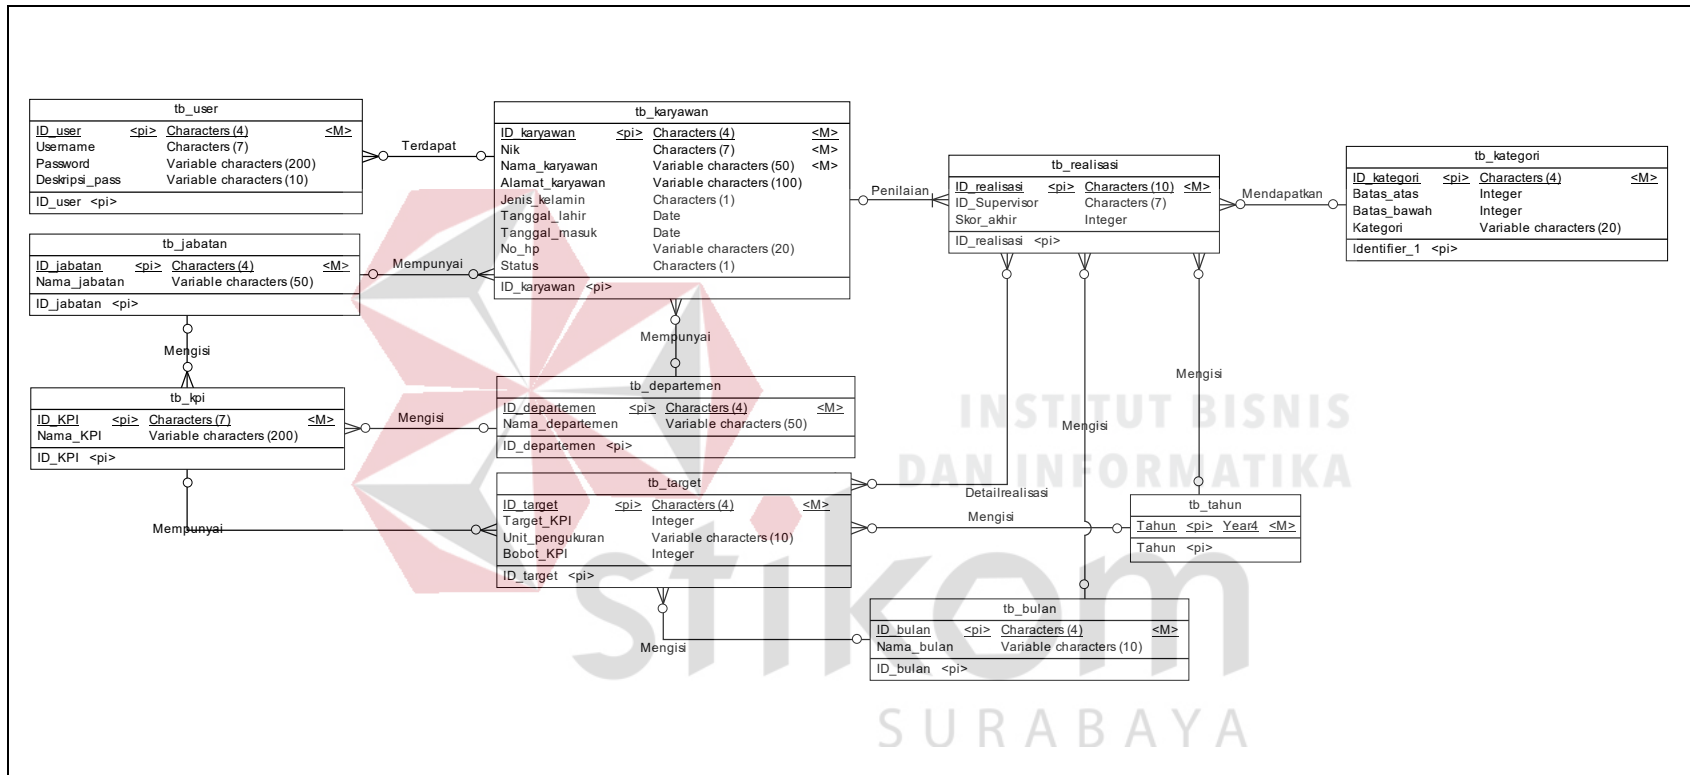 tb_user
ID_user <pi> Characters (4) <M>
Username Characters (7)
Password Variable characters (200)
Deskripsi_pass Variable characters (10)
ID_user <pi>
Terdapat
tb_karyawan
ID_karyawan <pi> Characters (4) <M>
Nik Characters (7) <M>
Nama_karyawan Variable characters (50) <M>
Alamat_karyawan Variable characters (100)
Jenis_kelamin Characters (1)
Tanggal_lahir Date
Tanggal_masuk Date
No_hp Variable characters (20)
Status Characters (1)
ID_karyawan <pi>
Penilaian
tb_realisasi
ID_realisasi <pi> Characters (10) <M>
ID_Supervisor Characters (7)
Skor_akhir Integer
ID_realisasi <pi>
Mendapatkan
tb_kategori
ID_kategori <pi> Characters (4) <M>
Batas_atas Integer
Batas_bawah Integer
Kategori Variable characters (20)
Identifier_1 <pi>
tb_jabatan
ID_jabatan <pi> Characters (4) <M>
Nama_jabatan Variable characters (50)
ID_jabatan <pi>
Mempunyai
Mengisi
Mempunyai
tb_kpi
ID_KPI <pi> Characters (7) <M>
Nama_KPI Variable characters (200)
ID_KPI <pi>
Mengisi
tb_departemen
ID_departemen <pi> Characters (4) <M>
Nama_departemen Variable characters (50)
ID_departemen <pi>
Mengisi
Mengisi
INSTITUT BISNIS
DAN INFORMATIKA
Mempunyai
tb_target
ID_target <pi> Characters (4) <M>
Target_KPI Integer
Unit_pengukuran Variable characters (10)
Bobot_KPI Integer
ID_target <pi>
Detailrealisasi
Mengisi
tb_tahun
Tahun <pi> Year4 <M>
Tahun <pi>
Mengisi
tb_bulan
ID_bulan <pi> Characters (4) <M>
Nama_bulan Variable characters (10)
ID_bulan <pi>
stikom
SURABAYA